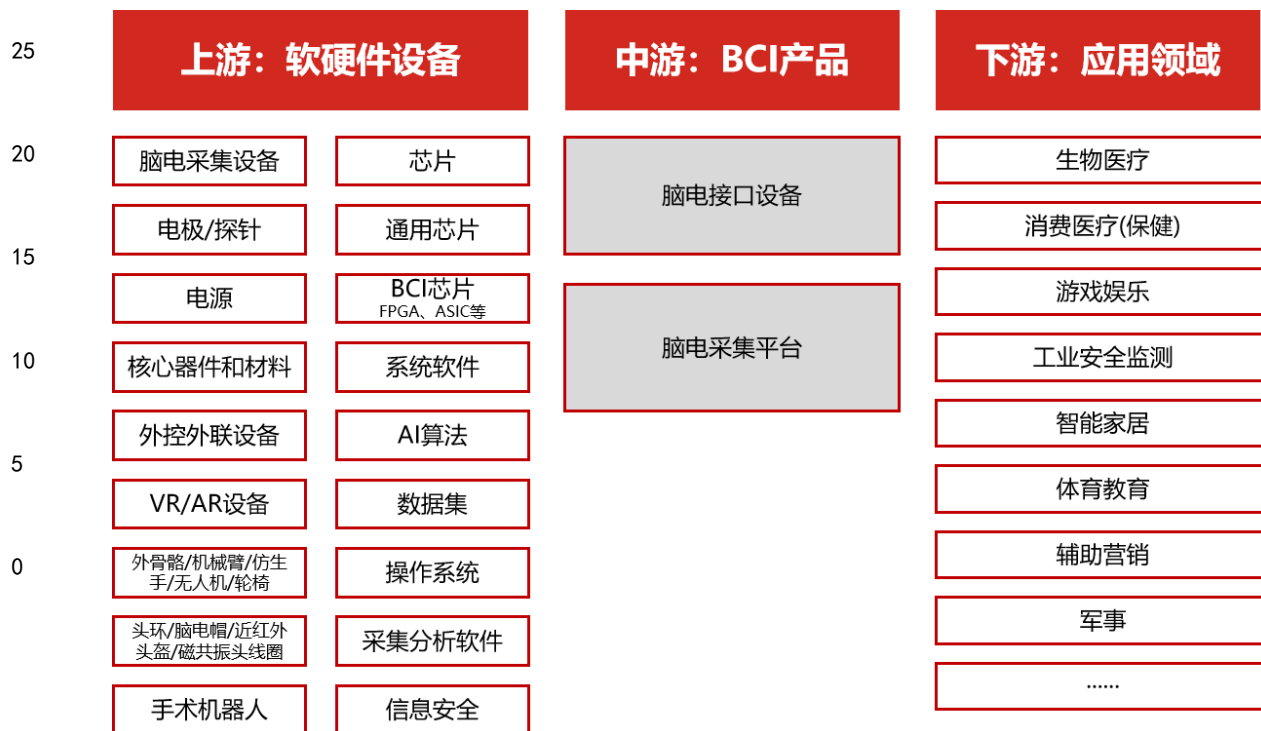 25
20
15
10
5
0
上游：软硬件设备
脑电采集设备
电极/探针
电源
核心器件和材料
外控外联设备
VR/AR设备
外骨骼/机械臂/仿生
手/无人机/轮椅
头环/脑电帽/近红外
头盔/磁共振头线圈
手术机器人
芯片
通用芯片
BCI芯片
FPGA、ASIC等
系统软件
AI算法
数据集
操作系统
采集分析软件
信息安全
中游：BCI产品
脑电接口设备
脑电采集平台
下游：应用领域
生物医疗
消费医疗(保健)
游戏娱乐
工业安全监测
智能家居
体育教育
辅助营销
军事
······